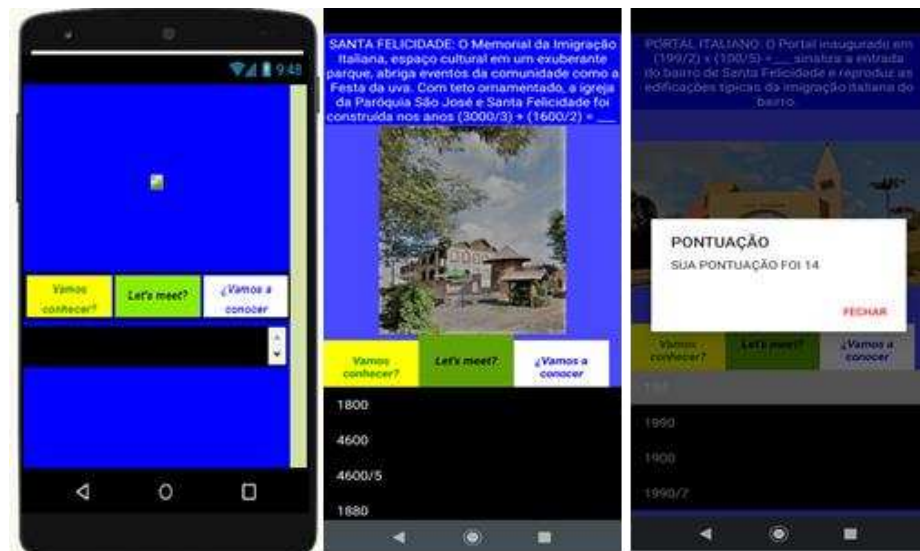 9:48
Vamos
conhecer?
Let's meet?
¿Vamos a
conocer
SANTA FELICIDADE: O Memorial da Imigração
Italiana, espaço cultural em um exuberante
parque, abriga eventos da comunidade como a
Festa da uva. Com teto ornamentado, a igreja
da Paróquia São José e Santa Felicidade foi
construída nos anos (3000/3) + (1600/2) = ___
Vamos
conhecer?
Let's meet?
¿Vamos a
conocer
1800
4600
4600/5
1880
PORTAL ITALIANO: O Portal inaugurado em
(199/2) x (100/5) =___ sinaliza a entrada
do bairro de Santa Felicidade e reproduz as
edificações típicas da imigração italiana do
bairro.
PONTUAÇÃO
SUA PONTUAÇÃO FOI 14
FECHAR
Vamos
conhecer?
Let's meet?
¿Vamos a
conocer
1990
1900
1990/7